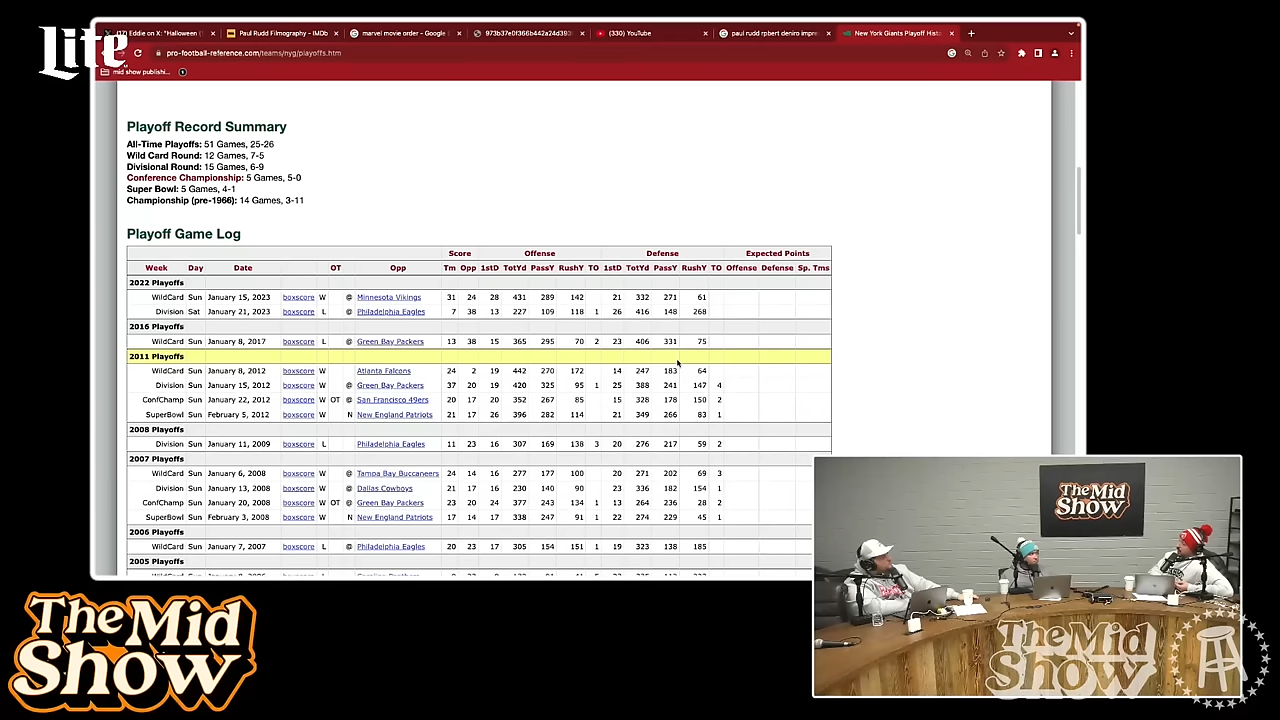 Lite
(17) Eddie on X: "Halloween (
Paul Rudd Filmography - IMDb
marvel movie order - Google
973b37e0f366b442a24d393
(330) YouTube
paul rudd rpbert deniro impre
New York Giants Playoff Hist
pro-football-reference.com/teams/nyg/playoffs.htm
mid show publishi...
Playoff Record Summary
All-Time Playoffs: 51 Games, 25-26
Wild Card Round: 12 Games, 7-5
Divisional Round: 15 Games, 6-9
Conference Championship: 5 Games, 5-0
Super Bowl: 5 Games, 4-1
Championship (pre-1966): 14 Games, 3-11
Playoff Game Log
Score Offense Defense Expected Points
Week Day Date OT Opp Tm Opp 1stD TotYd PassY RushY TO 1stD TotYd PassY RushY TO Offense Defense Sp. Tms
2022 Playoffs
WildCard Sun January 15, 2023 boxscore W @ Minnesota Vikings 31 24 28 431 289 142 21 332 271 61
Division Sat January 21, 2023 boxscore L @ Philadelphia Eagles 7 38 13 227 109 118 1 26 416 148 268
2016 Playoffs
WildCard Sun January 8, 2017 boxscore L @ Green Bay Packers 13 38 15 365 295 70 2 23 406 331 75
2011 Playoffs
WildCard Sun January 8, 2012 boxscore W Atlanta Falcons 24 2 19 442 270 172 14 247 183 64
Division Sun January 15, 2012 boxscore W @ Green Bay Packers 37 20 19 420 325 95 1 25 388 241 147 4
ConfChamp Sun January 22, 2012 boxscore W OT @ San Francisco 49ers 20 17 20 352 267 85 15 328 178 150 2
SuperBowl Sun February 5, 2012 boxscore W N New England Patriots 21 17 26 396 282 114 21 349 266 83 1
2008 Playoffs
Division Sun January 11, 2009 boxscore L Philadelphia Eagles 11 23 16 307 169 138 3 20 276 217 59 2
2007 Playoffs
WildCard Sun January 6, 2008 boxscore W @ Tampa Bay Buccaneers 24 14 16 277 177 100 20 271 202 69 3
Division Sun January 13, 2008 boxscore W @ Dallas Cowboys 21 17 16 230 140 90 23 336 182 154 1
ConfChamp Sun January 20, 2008 boxscore W OT @ Green Bay Packers 23 20 24 377 243 134 1 13 264 236 28 2
SuperBowl Sun February 3, 2008 boxscore W N New England Patriots 17 14 17 338 247 91 1 22 274 229 45 1
2006 Playoffs
WildCard Sun January 7, 2007 boxscore L @ Philadelphia Eagles 20 23 17 305 154 151 1 19 323 138 185
2005 Playoffs
The Mid
Show
The Mid
Show
The Mid
Show